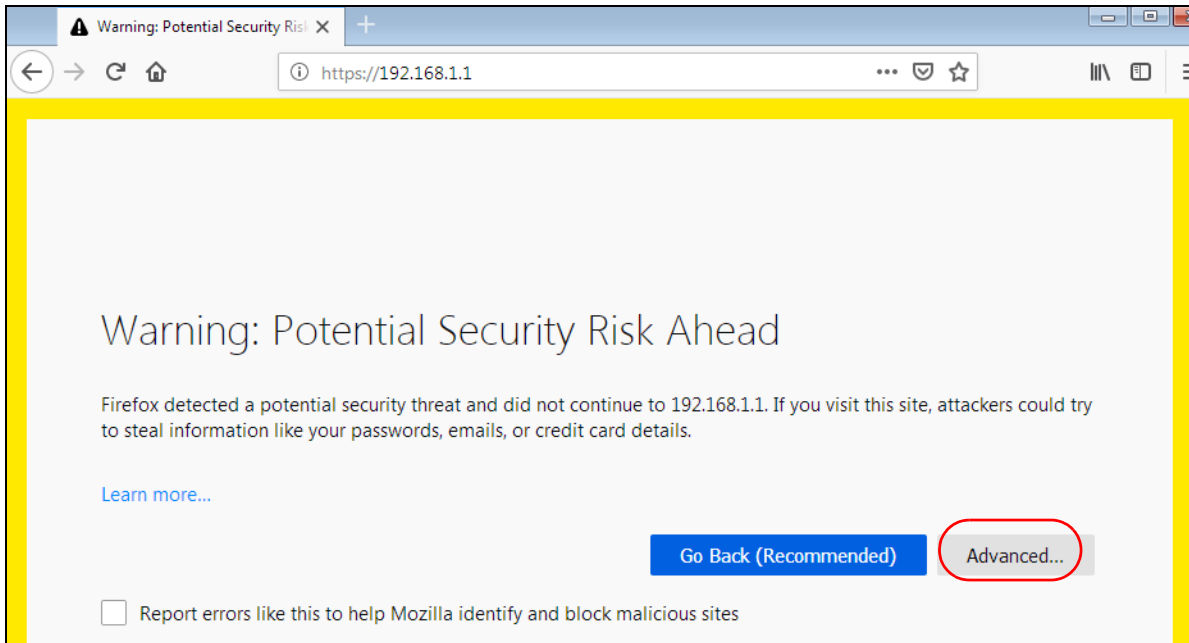 Warning: Potential Security Ris
https://192.168.1.1
Warning: Potential Security Risk Ahead
Firefox detected a potential security threat and did not continue to 192.168.1.1. If you visit this site, attackers could try
to steal information like your passwords, emails, or credit card details.
Learn more...
Go Back (Recommended)
Advanced...
Report errors like this to help Mozilla identify and block malicious sites